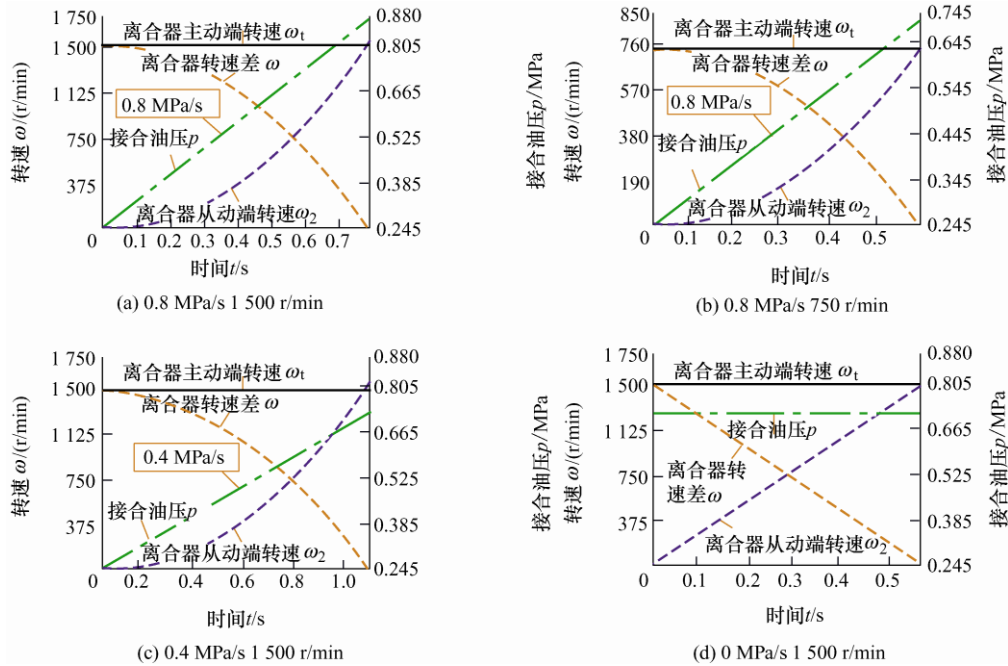 1 750
1 500
1 125
750
375
0
转速 ω/(r/min)
离合器主动端转速ωt
离合器转速差 ω
0.8 MPa/s
接合油压p
离合器从动端转速ω2
0.880
0.805
0.665
0.525
0.385
0.245
接合油压p/MPa
0.1 0.2 0.3 0.4 0.5 0.6 0.7
时间t/s
(a) 0.8 MPa/s 1 500 r/min
850
760
570
380
190
0
转速 ω/(r/min)
离合器主动端转速ωt
离合器转速差ω
0.8 MPa/s
接合油压p
离合器从动端转速ω2
0.745
0.645
0.545
0.445
0.345
0.245
接合油压p/MPa
0.1 0.2 0.3 0.4 0.5
时间t/s
(b) 0.8 MPa/s 750 r/min
1 750
1 500
1 125
750
375
0
转速 ω/(r/min)
离合器主动端转速 ωt
离合器转速差 ω
0.4 MPa/s
接合油压p
离合器从动端转速ω2
0.880
0.805
0.665
0.525
0.385
0.245
接合油压p/MPa
0.2 0.4 0.6 0.8 1.0
时间t/s
(c) 0.4 MPa/s 1 500 r/min
1 750
1 500
1 125
750
375
0
转速 ω/(r/min)
离合器主动端转速 ωt
接合油压p
离合器转
速差ω
离合器从动端转速ω2
0.880
0.805
0.665
0.525
0.385
0.245
接合油压p/MPa
0.1 0.2 0.3 0.4 0.5
时间t/s
(d) 0 MPa/s 1 500 r/min